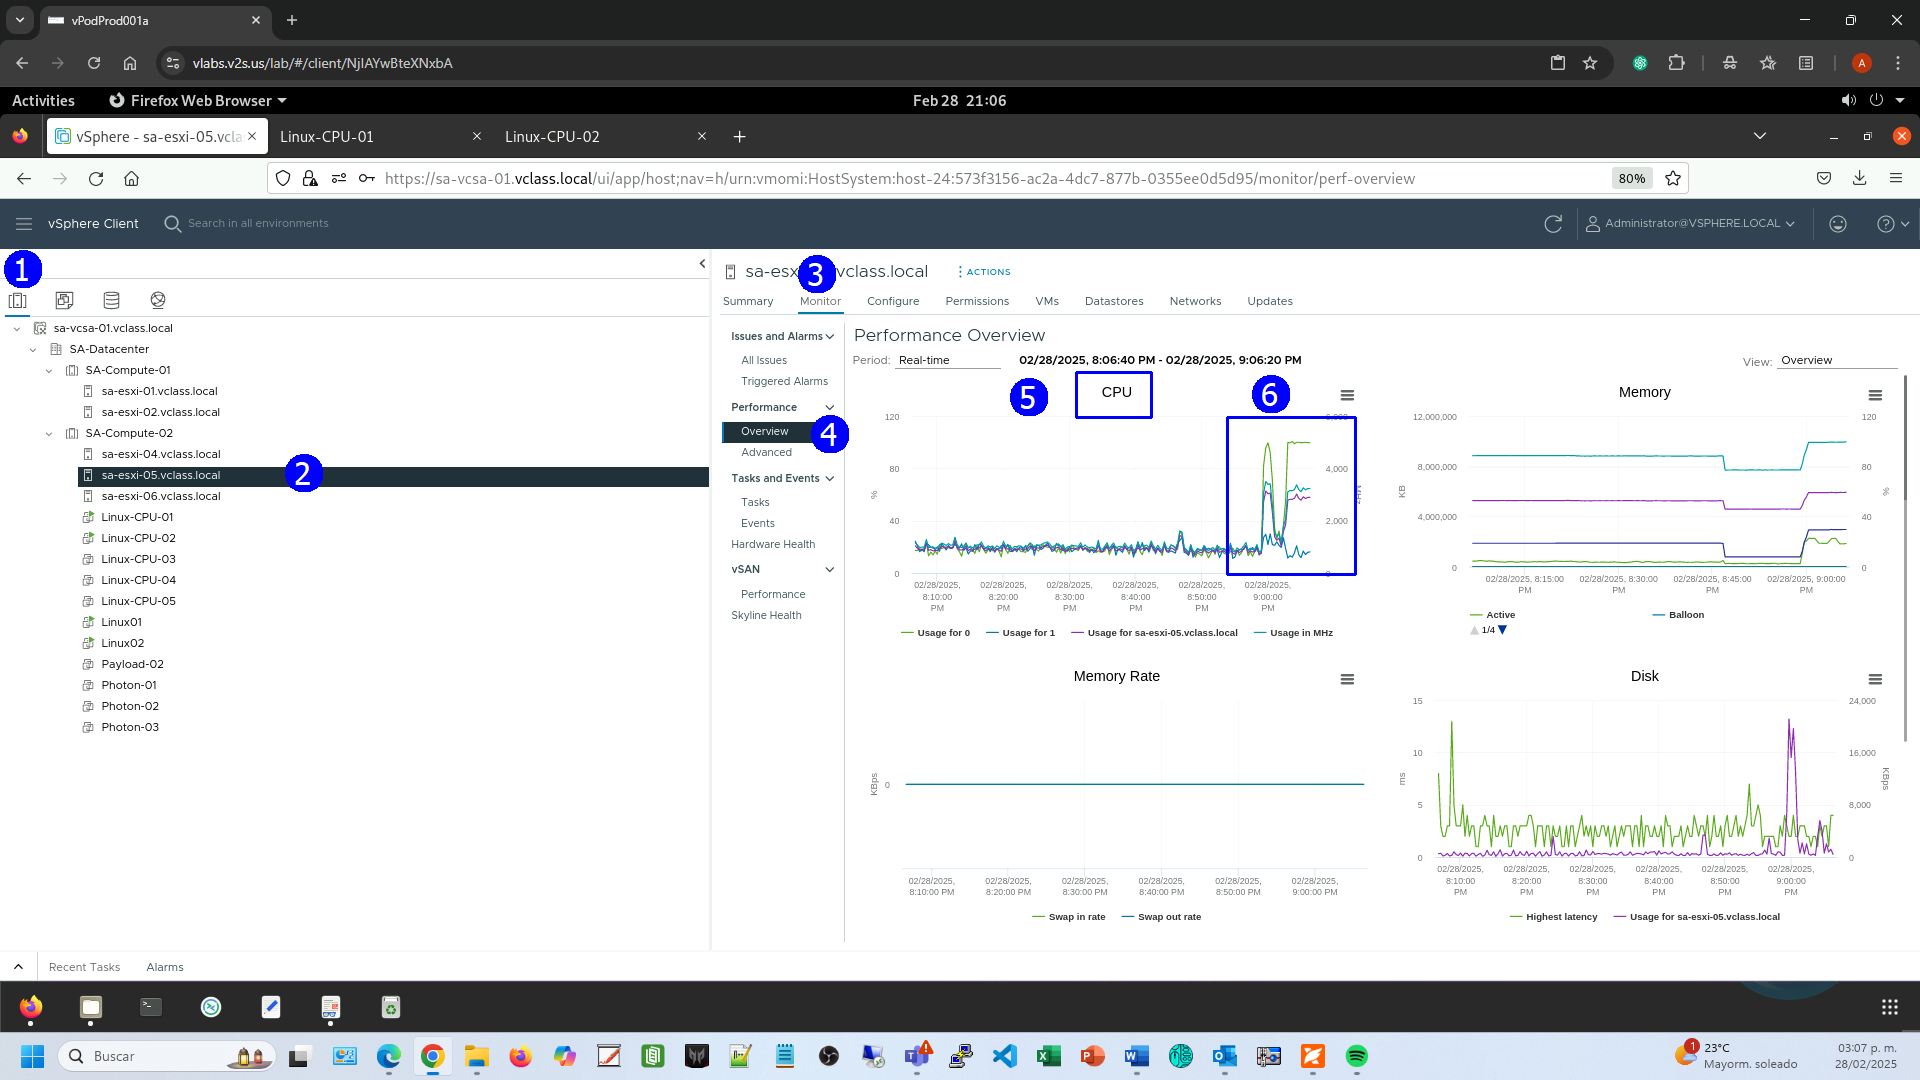 vPodProd001a
vlabs.v2s.us/lab/#/client/NjlAYwBteXNxbA
A
Activities
Firefox Web Browser
Feb 28 21:06
vSphere - sa-esxi-05.vcla
Linux-CPU-01
Linux-CPU-02
https://sa-vcsa-01.vclass.local/ui/app/host;nav=h/urn:vmomi:HostSystem:host-24:573f3156-ac2a-4dc7-877b-0355ee0d5d95/monitor/perf-overview
80%
vSphere Client
Search in all environments
Administrator@VSPHERE.LOCAL
1
sa-vcsa-01.vclass.local
SA-Datacenter
SA-Compute-01
sa-esxi-01.vclass.local
sa-esxi-02.vclass.local
SA-Compute-02
sa-esxi-04.vclass.local
sa-esxi-05.vclass.local
2
sa-esxi-06.vclass.local
Linux-CPU-01
Linux-CPU-02
Linux-CPU-03
Linux-CPU-04
Linux-CPU-05
Linux01
Linux02
Payload-02
Photon-01
Photon-02
Photon-03
sa-esx
3
vclass.local
ACTIONS
Summary
Monitor
Configure
Permissions
VMs
Datastores
Networks
Updates
Issues and Alarms
All Issues
Triggered Alarms
Performance
Overview
4
Advanced
Tasks and Events
Tasks
Events
Hardware Health
vSAN
Performance
Skyline Health
Performance Overview
Period: Real-time
02/28/2025, 8:06:40 PM - 02/28/2025, 9:06:20 PM
View: Overview
5
CPU
6
120
80
40
0
%
4,000
2,000
02/28/2025, 8:10:00 PM
02/28/2025, 8:20:00 PM
02/28/2025, 8:30:00 PM
02/28/2025, 8:40:00 PM
02/28/2025, 8:50:00 PM
02/28/2025, 9:00:00 PM
Usage for 0
Usage for 1
Usage for sa-esxi-05.vclass.local
Usage in MHz
Memory
12,000,000
8,000,000
4,000,000
0
KB
120
80
40
0
%
02/28/2025, 8:15:00 PM
02/28/2025, 8:30:00 PM
02/28/2025, 8:45:00 PM
02/28/2025, 9:00:00 PM
Active
Balloon
1/4
Memory Rate
KBps
0
02/28/2025, 8:10:00 PM
02/28/2025, 8:20:00 PM
02/28/2025, 8:30:00 PM
02/28/2025, 8:40:00 PM
02/28/2025, 8:50:00 PM
02/28/2025, 9:00:00 PM
Swap in rate
Swap out rate
Disk
15
10
5
0
ms
24,000
16,000
8,000
0
KBps
02/28/2025, 8:10:00 PM
02/28/2025, 8:20:00 PM
02/28/2025, 8:30:00 PM
02/28/2025, 8:40:00 PM
02/28/2025, 8:50:00 PM
02/28/2025, 9:00:00 PM
Highest latency
Usage for sa-esxi-05.vclass.local
Recent Tasks
Alarms
Buscar
1
23°C
Mayorm. soleado
03:07 p. m.
28/02/2025